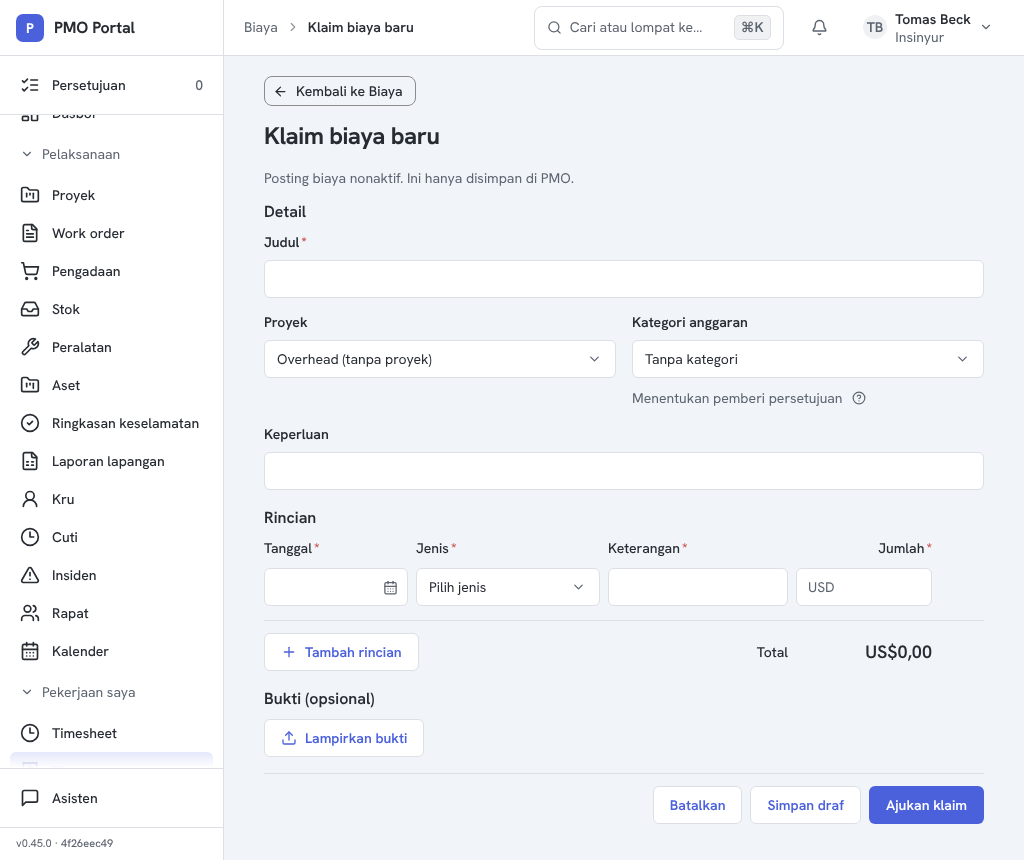 P PMO Portal
Biaya > Klaim biaya baru
Cari atau lompat ke...
⌘K
TB
Tomas Beck
Insinyur
Persetujuan 0
Dasbor
Pelaksanaan
Proyek
Work order
Pengadaan
Stok
Peralatan
Aset
Ringkasan keselamatan
Laporan lapangan
Kru
Cuti
Insiden
Rapat
Kalender
Pekerjaan saya
Timesheet
Asisten
v0.45.0 · 4f26eec49
Kembali ke Biaya
Klaim biaya baru
Posting biaya nonaktif. Ini hanya disimpan di PMO.
Detail
Judul *
Proyek
Kategori anggaran
Overhead (tanpa proyek)
Tanpa kategori
Menentukan pemberi persetujuan
Keperluan
Rincian
Tanggal * Jenis * Keterangan * Jumlah *
Pilih jenis
USD
Tambah rincian
Total US$0,00
Bukti (opsional)
Lampirkan bukti
Batalkan
Simpan draf
Ajukan klaim